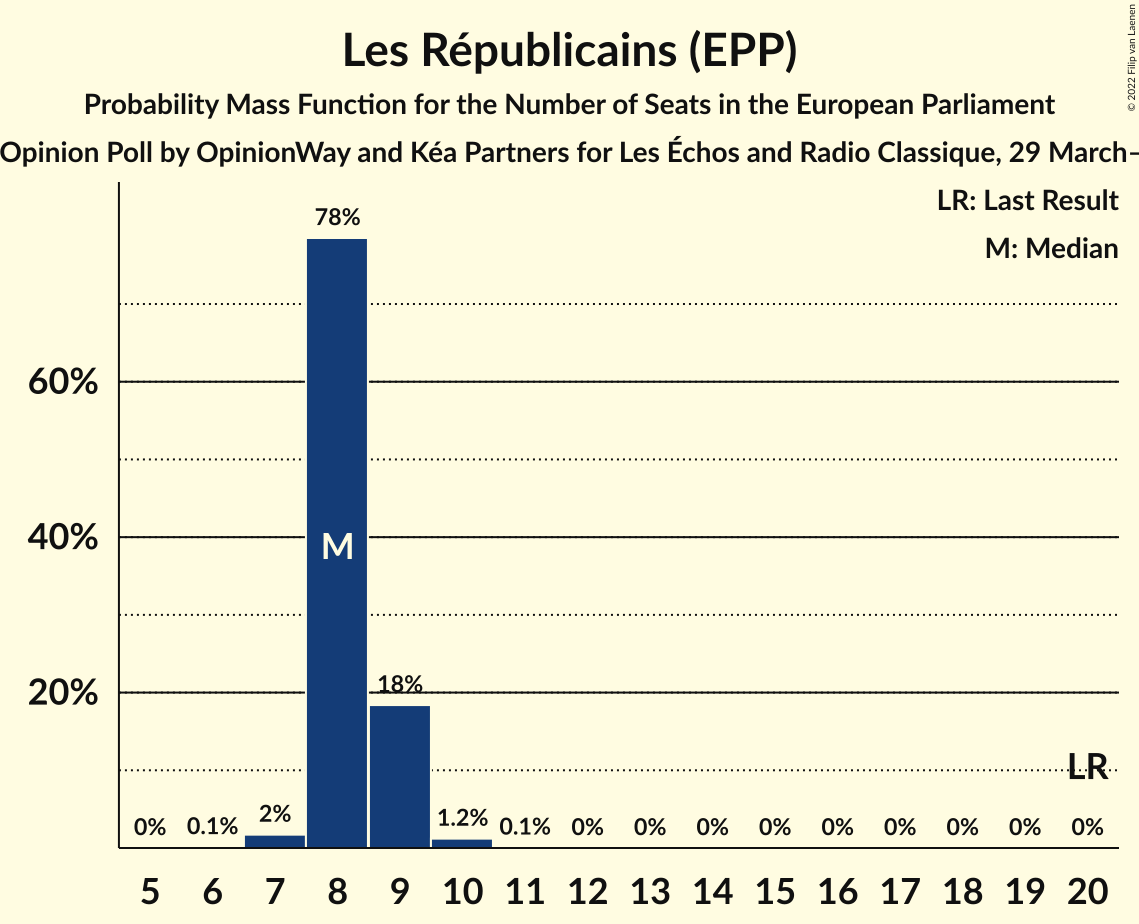 Les Républicains (EPP)
Probability Mass Function for the Number of Seats in the European Parliament
Opinion Poll by OpinionWay and Kéa Partners for Les Échos and Radio Classique, 29 March–
© 2022 Filip van Laenen
LR: Last Result
M: Median
78%
60%
40%
M
18%
20%
LR
0% 0.1% 2% 1.2% 0.1% 0% 0% 0% 0% 0% 0% 0% 0% 0%
5 6 7 8 9 10 11 12 13 14 15 16 17 18 19 20